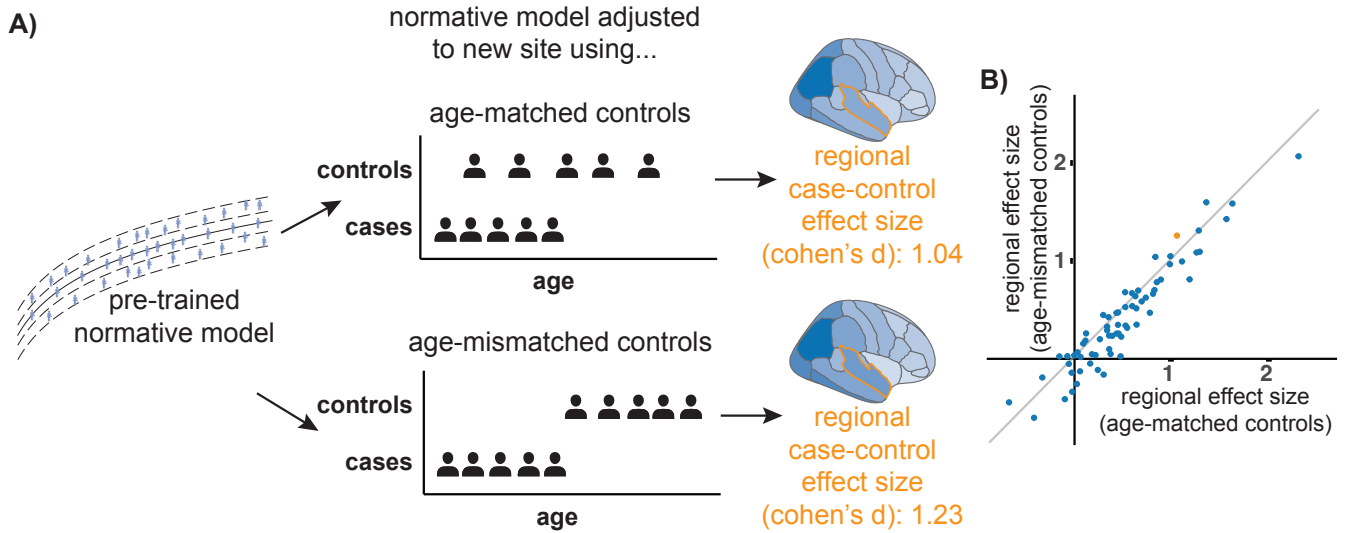 A)
normative model adjusted
to new site using...
pre-trained
normative model
age-matched controls
controls
cases
age
regional
case-control
effect size
(cohen's d): 1.04
age-mismatched controls
controls
cases
age
regional
case-control
effect size
(cohen's d): 1.23
B)
regional effect size
(age-mismatched controls)
2
1
1
2
regional effect size
(age-matched controls)